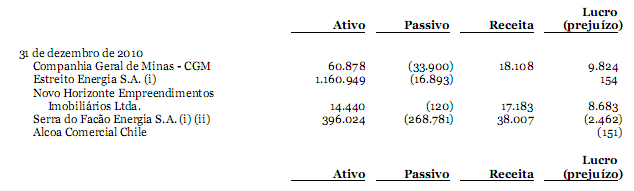 Lucro
Ativo Passivo Receita (prejuízo)
31 de dezembro de 2010
Companhia Geral de Minas - CGM 60.878 (33.900) 18.108 9.824
Estreito Energia S.A. (i) 1.160.949 (16.893) 154
Novo Horizonte Empreendimentos
Imobiliários Ltda. 14.440 (120) 17.183 8.683
Serra do Facão Energia S.A. (i) (ii) 396.024 (268.781) 38.007 (2.462)
Alcoa Comercial Chile (151)
Lucro
Ativo Passivo Receita (prejuízo)